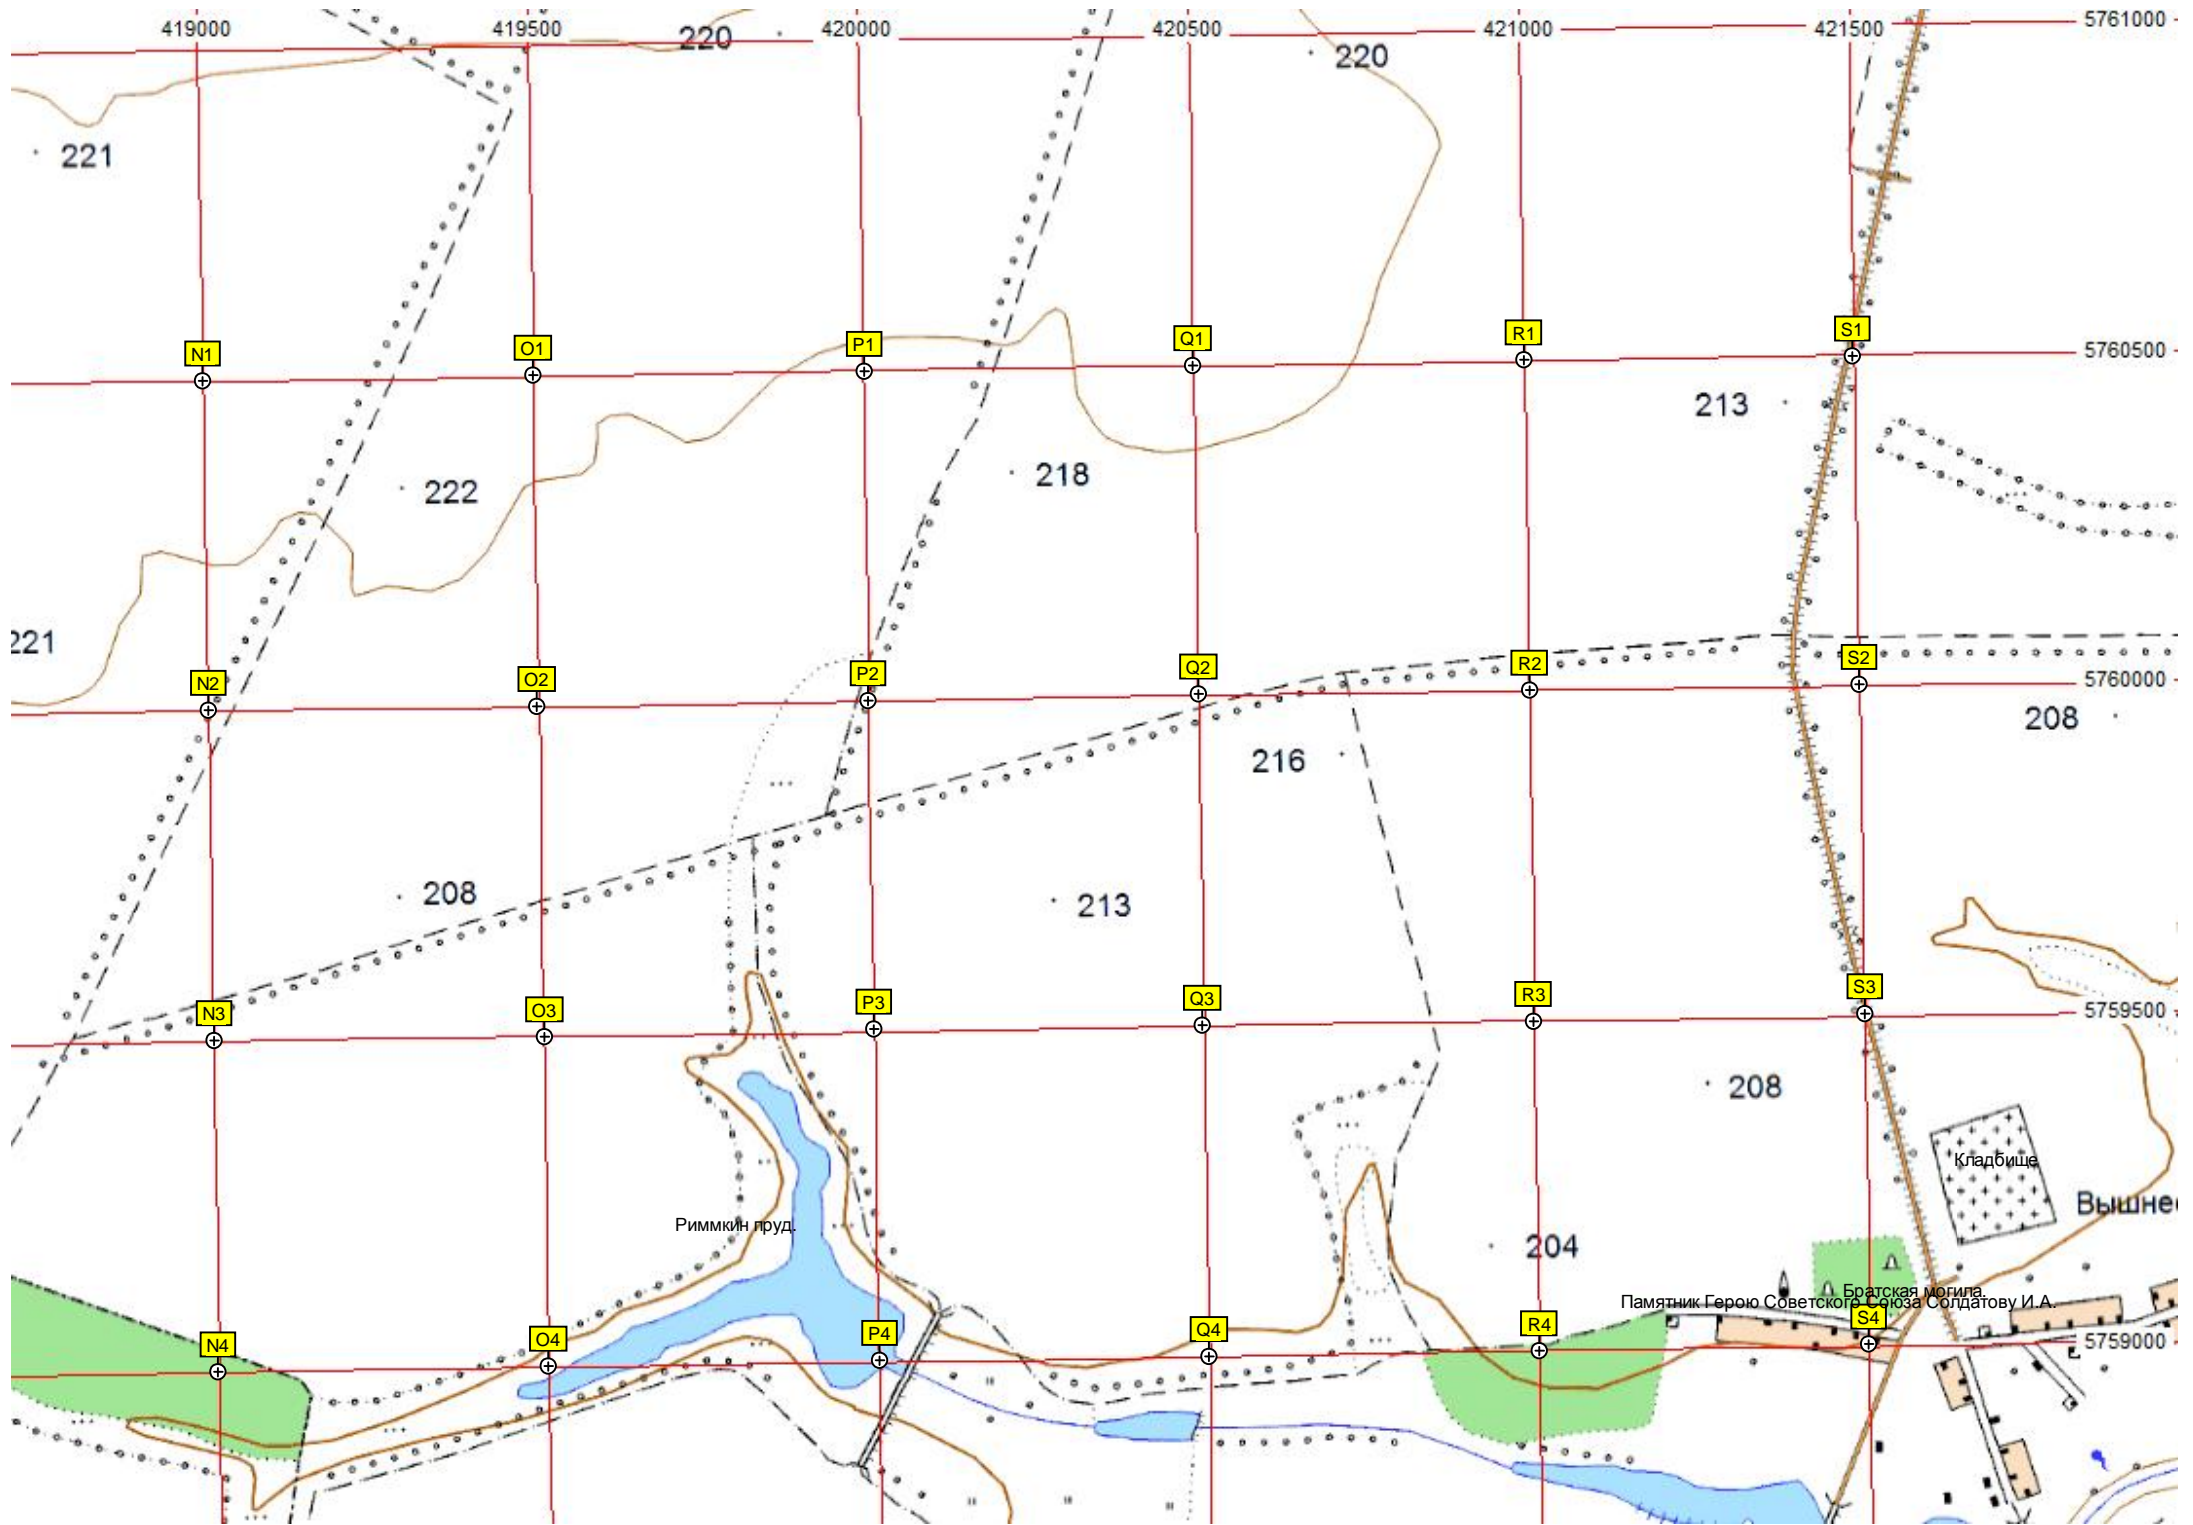 419000 419500 420000 420500 421000 421500 5761000
220
220
221
N1 O1 P1 Q1 R1 S1 5760500
213
222 218
221
N2 O2 P2 Q2 R2 S2 5760000
208
216
208 213
N3 O3 P3 Q3 R3 S3 5759500
208
Кладбище
Вышне
Риммкин пруд.
204
Братская могила.
Памятник Герою Советского Союза Солдатову И.А.
N4 O4 P4 Q4 R4 S4 5759000